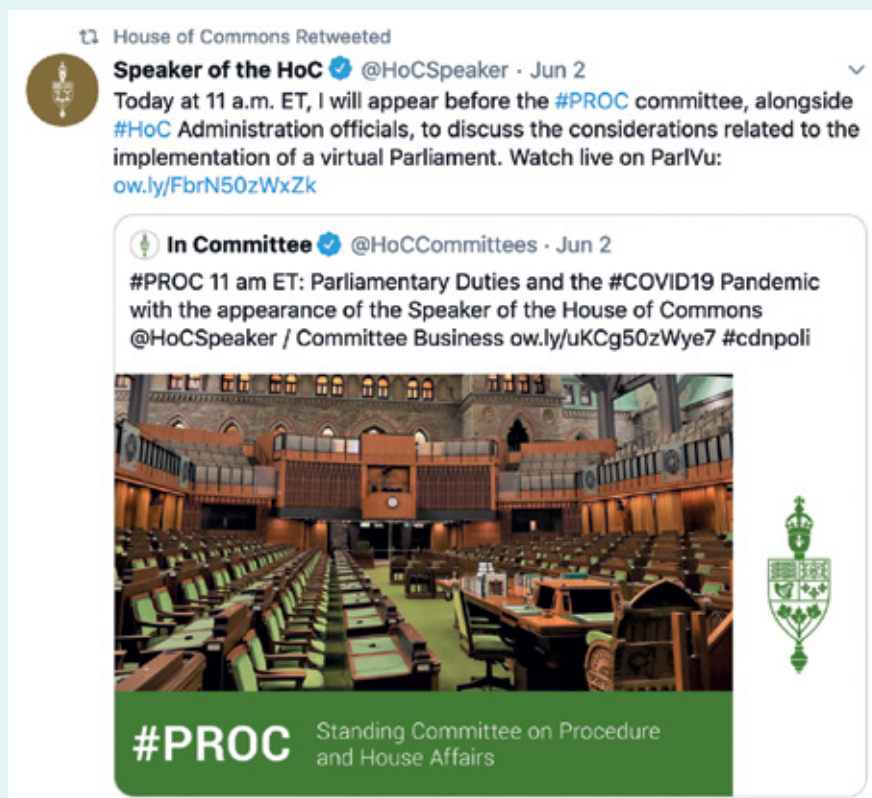 House of Commons Retweeted
Speaker of the HoC @HoCSpeaker · Jun 2
Today at 11 a.m. ET, I will appear before the #PROC committee, alongside
#HoC Administration officials, to discuss the considerations related to the
implementation of a virtual Parliament. Watch live on ParlVu:
ow.ly/FbrN50zWxZk
In Committee @HoCCommittees · Jun 2
#PROC 11 am ET: Parliamentary Duties and the #COVID19 Pandemic
with the appearance of the Speaker of the House of Commons
@HoCSpeaker / Committee Business ow.ly/uKCg50zWye7 #cdnpoli
#PROC Standing Committee on Procedure
and House Affairs